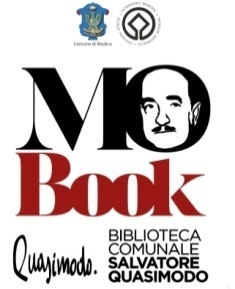 Comune di Modica
MO
Book
Quasimodo.
BIBLIOTECA
COMUNALE
SALVATORE
QUASIMODO